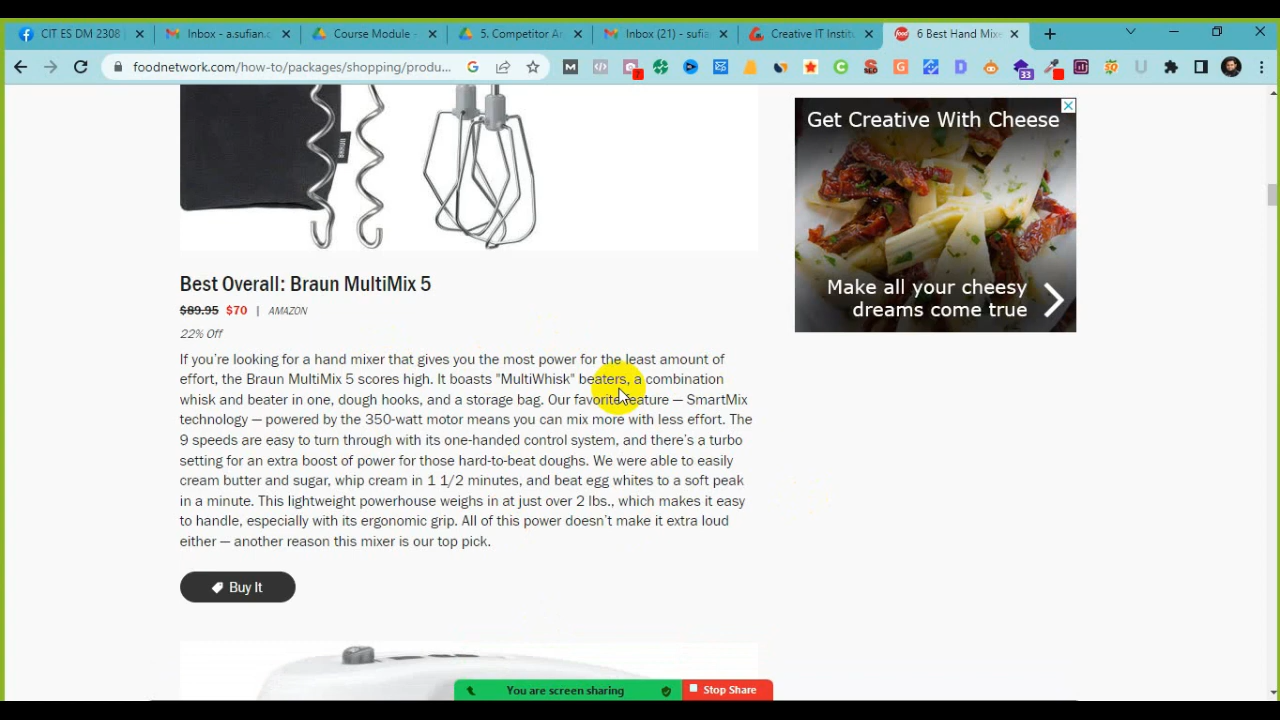 CIT ES DM 2308
Inbox - a.sufian.c
Course Module -
5. Competitor An
Inbox (21) - sufia
Creative IT Instit
6 Best Hand Mixe
foodnetwork.com/how-to/packages/shopping/produ...
33
Get Creative With Cheese
Make all your cheesy
dreams come true
Best Overall: Braun MultiMix 5
$89.95 $70 | AMAZON
22% Off
If you're looking for a hand mixer that gives you the most power for the least amount of
effort, the Braun MultiMix 5 scores high. It boasts "MultiWhisk" beaters, a combination
whisk and beater in one, dough hooks, and a storage bag. Our favorite feature — SmartMix
technology — powered by the 350-watt motor means you can mix more with less effort. The
9 speeds are easy to turn through with its one-handed control system, and there's a turbo
setting for an extra boost of power for those hard-to-beat doughs. We were able to easily
cream butter and sugar, whip cream in 1 1/2 minutes, and beat egg whites to a soft peak
in a minute. This lightweight powerhouse weighs in at just over 2 lbs., which makes it easy
to handle, especially with its ergonomic grip. All of this power doesn't make it extra loud
either — another reason this mixer is our top pick.
Buy It
You are screen sharing
Stop Share